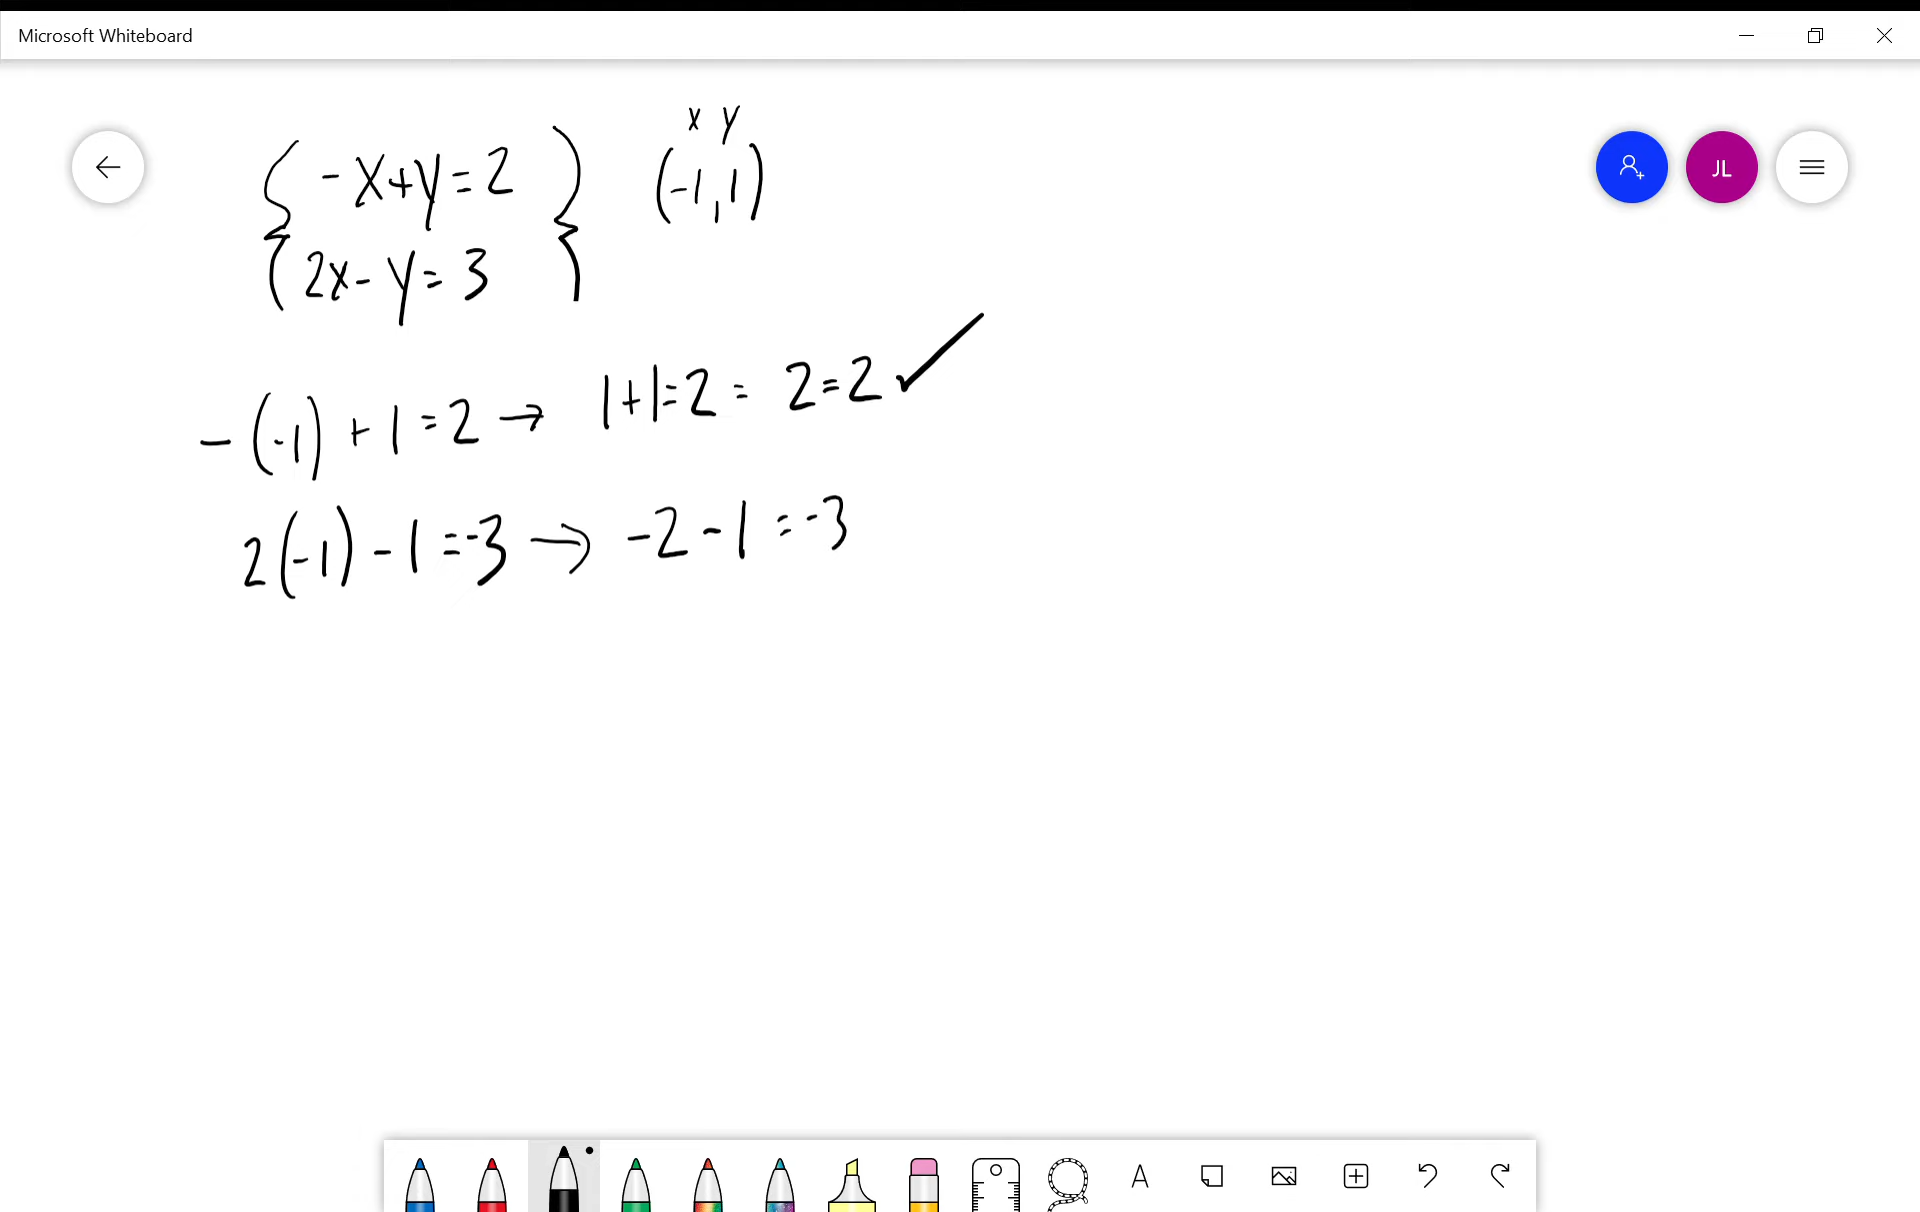 Microsoft Whiteboard
x y
-x+y=2 (-1,1)
JL
2x-y=3
-(-1)+1=2 → 1+1=2 = 2=2 ✓
2(-1)-1=-3 → -2-1=-3
A